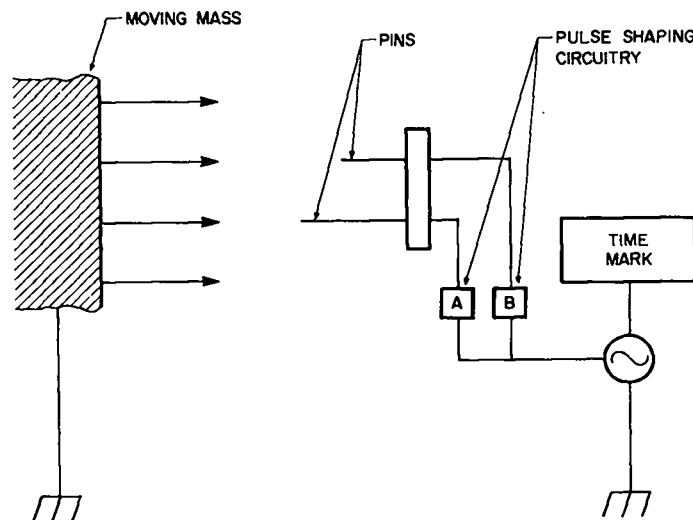 MOVING MASS
PINS
PULSE SHAPING
CIRCUITRY
TIME
MARK
A
B